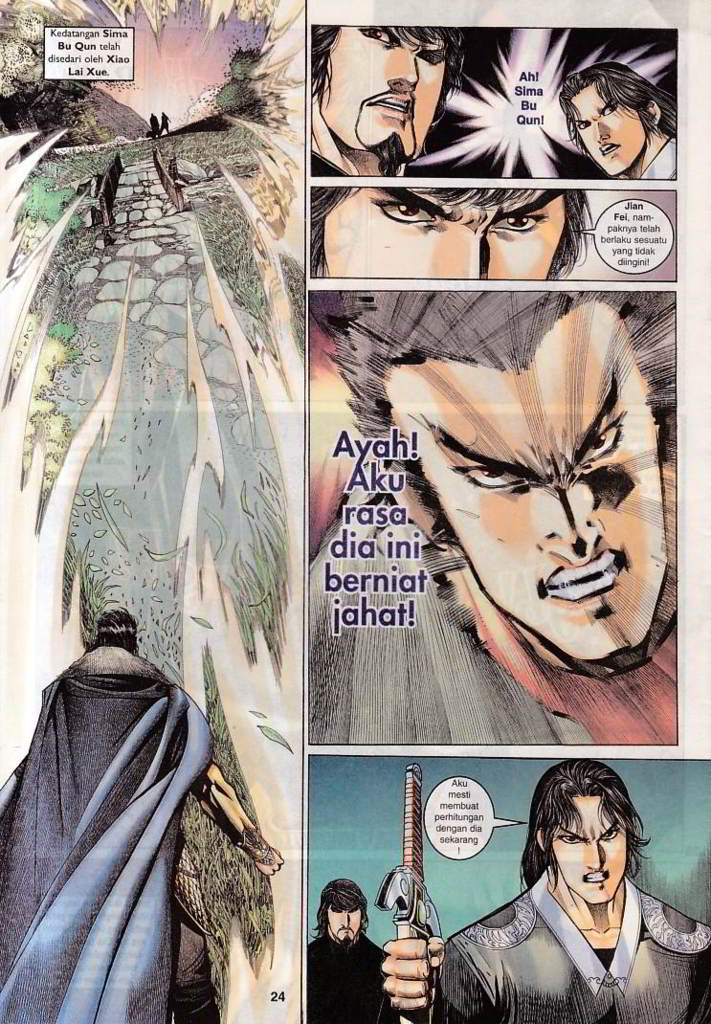 Kedatangan Sima
Bu Qun telah
disedari oleh Xiao
Lai Xue.
Ah!
Sima
Bu
Qun!
Jian
Fei, nam-
paknya telah
berlaku sesuatu
yang tidak
diingini!
Ayah!
Aku
rasa
dia ini
berniat
jahat!
Aku
mesti
membuat
perhitungan
dengan dia
sekarang
!
24